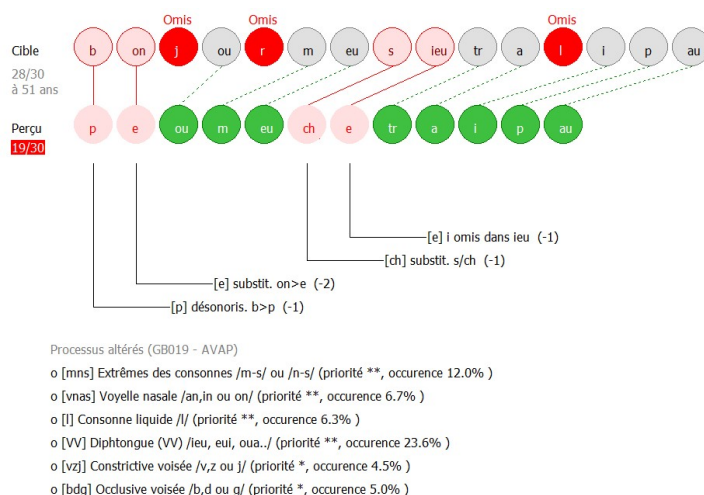 Omis Omis Omis
Cible b on j ou r m eu s ieu tr a l i p au
28/30
à 51 ans
Perçu p e ou m eu ch e tr a i p au
19/30
[e] i omis dans ieu (-1)
[ch] substit. s/ch (-1)
[e] substit. on>e (-2)
[p] désonoris. b>p (-1)
Processus altérés (GB019 - AVAP)
o [mns] Extrêmes des consonnes /m-s/ ou /n-s/ (priorité **, occurence 12.0% )
o [vnas] Voyelle nasale /an,in ou on/ (priorité **, occurence 6.7% )
o [l] Consonne liquide /l/ (priorité **, occurence 6.3% )
o [VV] Diphtongue (VV) /ieu, eui, oua../ (priorité **, occurence 23.6% )
o [vzj] Constrictive voisée /v,z ou j/ (priorité *, occurence 4.5% )
o [bdg] Occlusive voisée /b,d ou g/ (priorité *, occurence 5.0% )